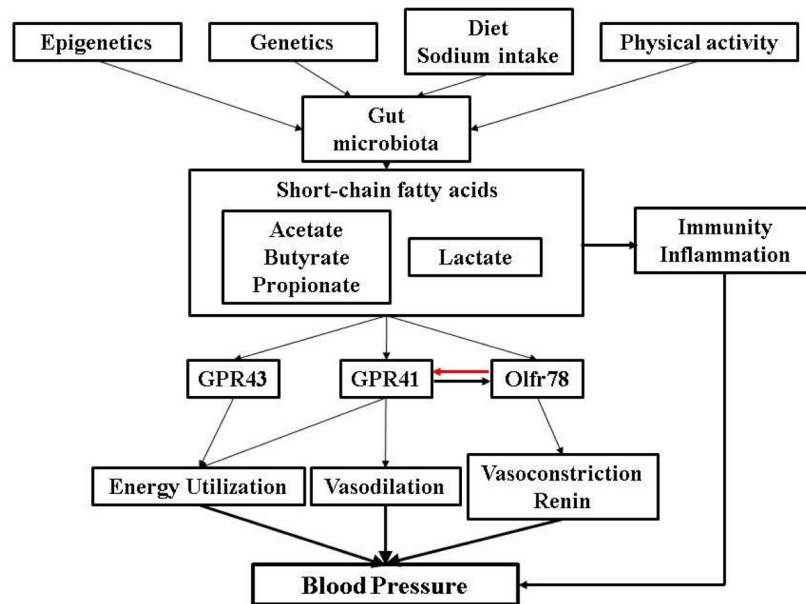 Epigenetics
Genetics
Diet
Sodium intake
Physical activity
Gut
microbiota
Short-chain fatty acids
Acetate
Butyrate
Propionate
Lactate
Immunity
Inflammation
GPR43
GPR41
Olfr78
Energy Utilization
Vasodilation
Vasoconstriction
Renin
Blood Pressure